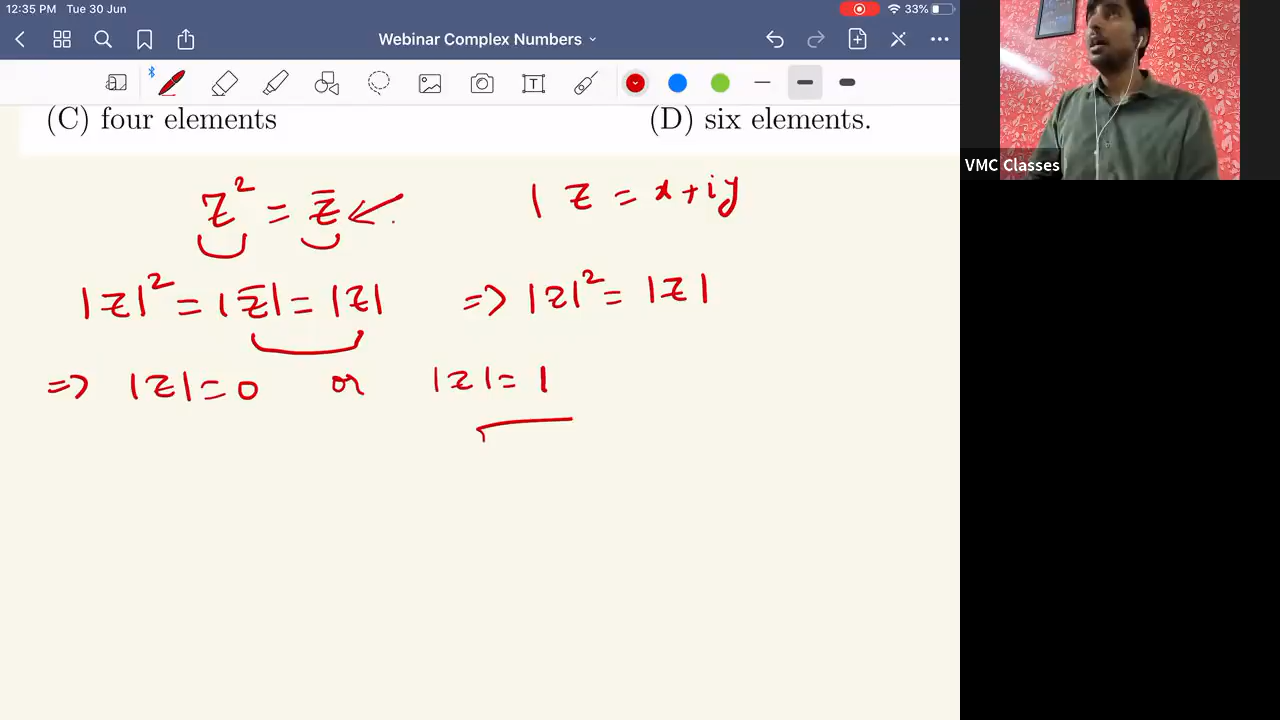 12:35 PM Tue 30 Jun
33%
Webinar Complex Numbers
T
VMC Classes
(C) four elements (D) six elements.
z² = z̅ | z = x+iy
|z|² = |z̅| = |z| => |z|² = |z|
=> |z| = 0 or |z| = 1